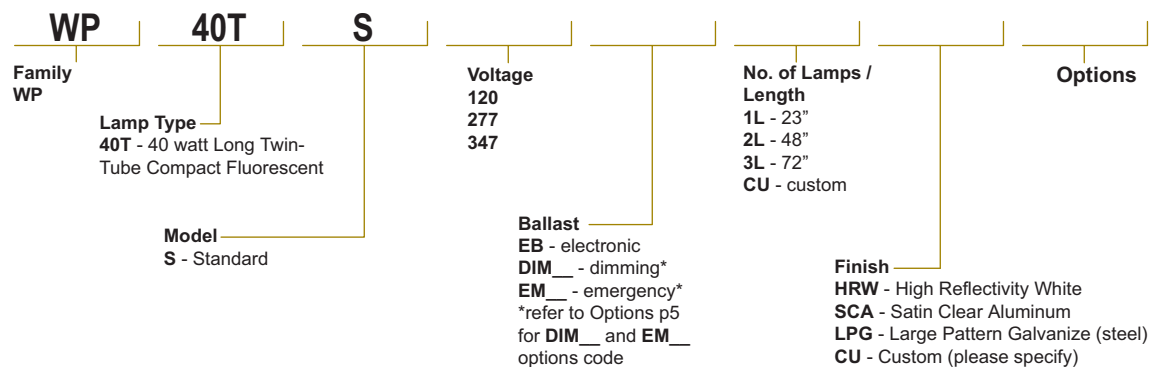 WP 40T S
Family
WP
Lamp Type
40T - 40 watt Long Twin-
Tube Compact Fluorescent
Model
S - Standard
Voltage
120
277
347
Ballast
EB - electronic
DIM__ - dimming*
EM__ - emergency*
*refer to Options p5
for DIM__ and EM__
options code
No. of Lamps /
Length
1L - 23”
2L - 48”
3L - 72”
CU - custom
Finish
HRW - High Reflectivity White
SCA - Satin Clear Aluminum
LPG - Large Pattern Galvanize (steel)
CU - Custom (please specify)
Options